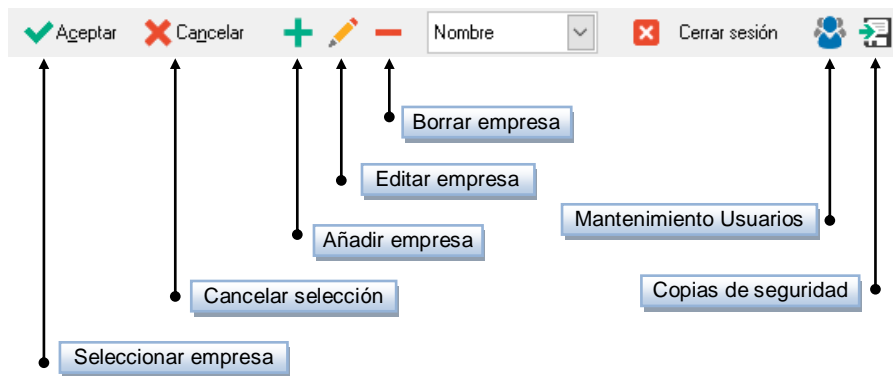 Aceptar Cancelar Nombre Cerrar sesión
Borrar empresa
Editar empresa
Mantenimiento Usuarios
Añadir empresa
Copias de seguridad
Cancelar selección
Seleccionar empresa